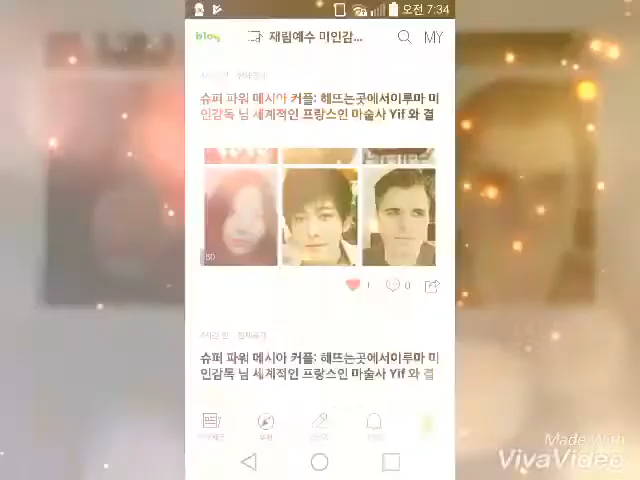 오전 7:34
blog 재림예수 미인감... MY
슈퍼 파워 메시아 커플: 해뜨는곳에서이루마 미
인감독 님 세계적인 프랑스인 마술사 Yif 와 결
60
1 0
슈퍼 파워 메시아 커플: 해뜨는곳에서이루마 미
인감독 님 세계적인 프랑스인 마술사 Yif 와 결
Made With
VivaVideo